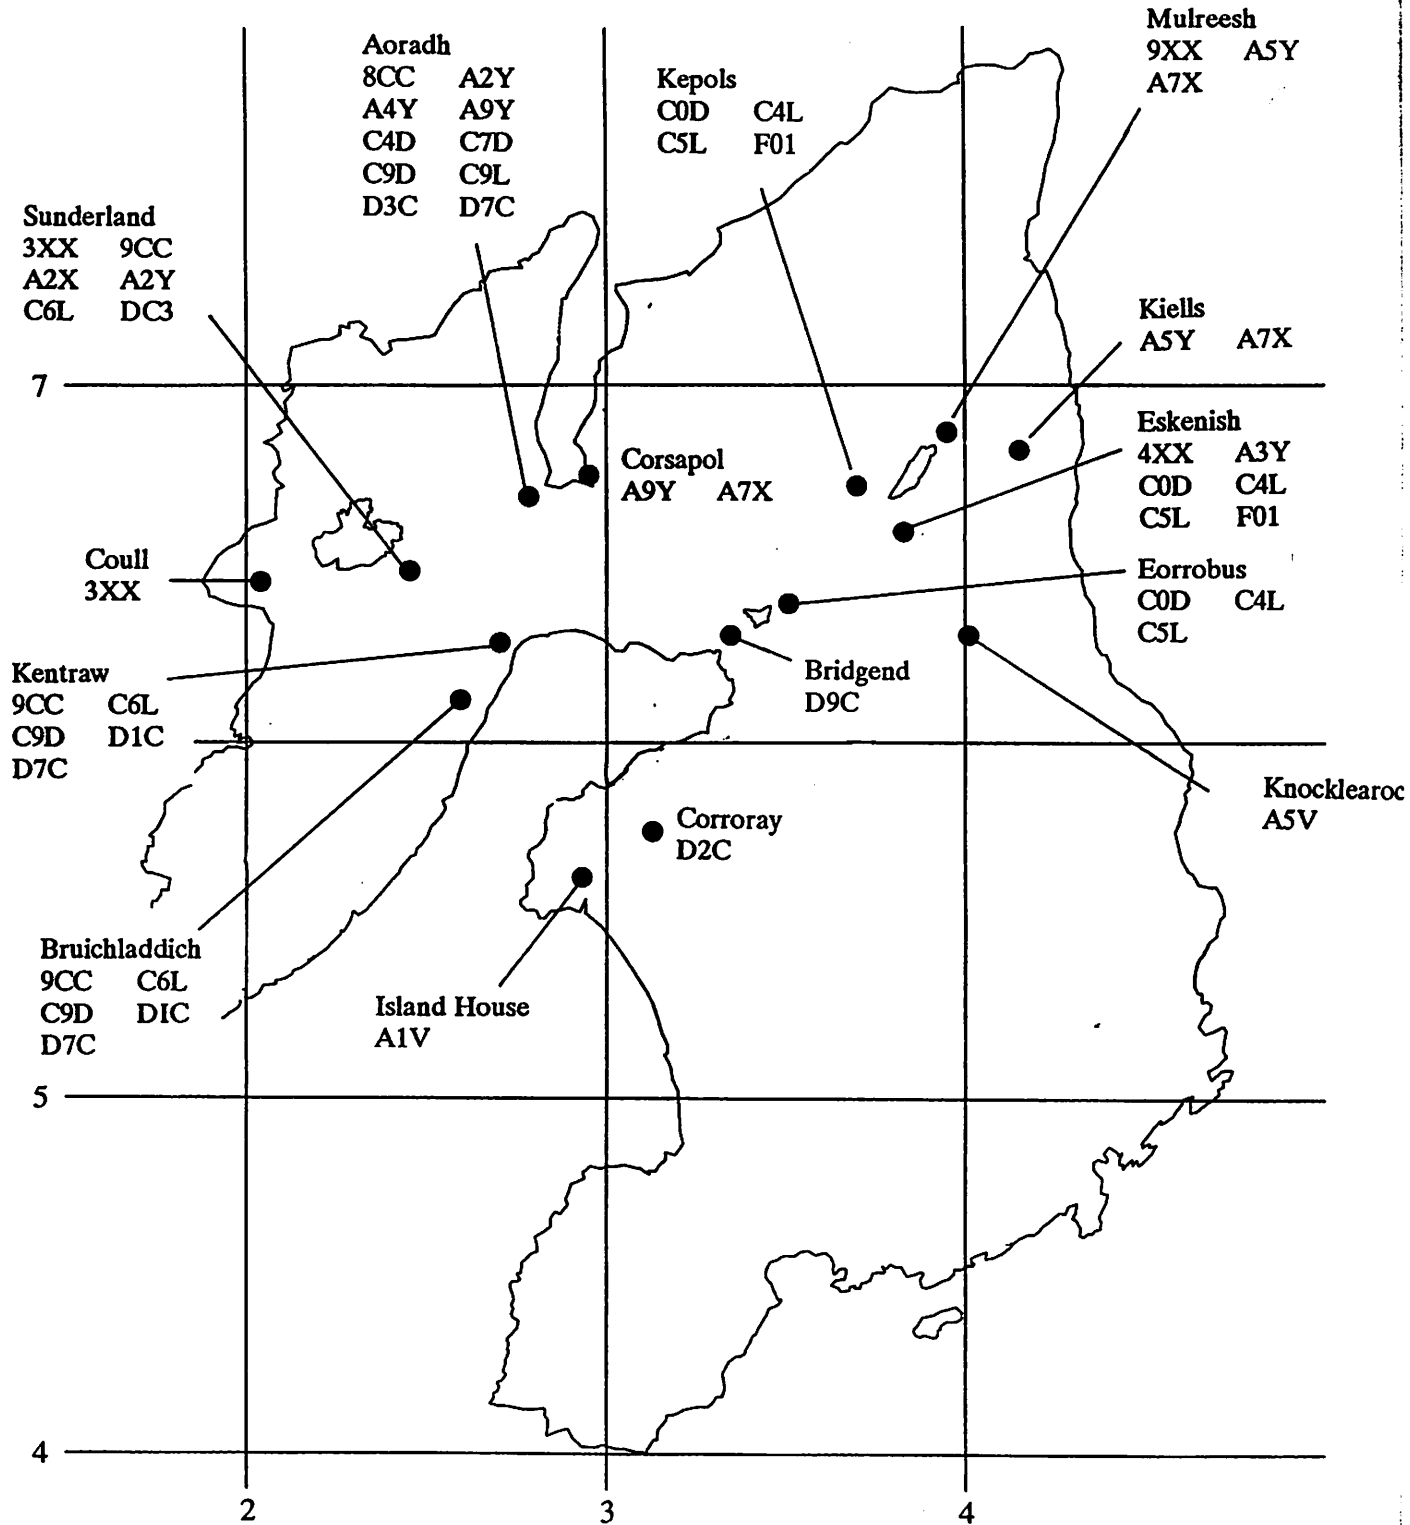 Mulreesh
9XX A5Y
A7X
Aoradh
8CC A2Y
A4Y A9Y
C4D C7D
C9D C9L
D3C D7C
Kepols
C0D C4L
C5L F01
Sunderland
3XX 9CC
A2X A2Y
C6L DC3
Kiells
A5Y A7X
7
Eskenish
4XX A3Y
C0D C4L
C5L F01
Corsapol
A9Y A7X
Coull
3XX
Eorrobus
C0D C4L
C5L
Kentraw
9CC C6L
C9D D1C
D7C
Bridgend
D9C
Knocklearoc
A5V
Corroray
D2C
Bruichladdich
9CC C6L
C9D DIC
D7C
Island House
A1V
5
4
2 3 4